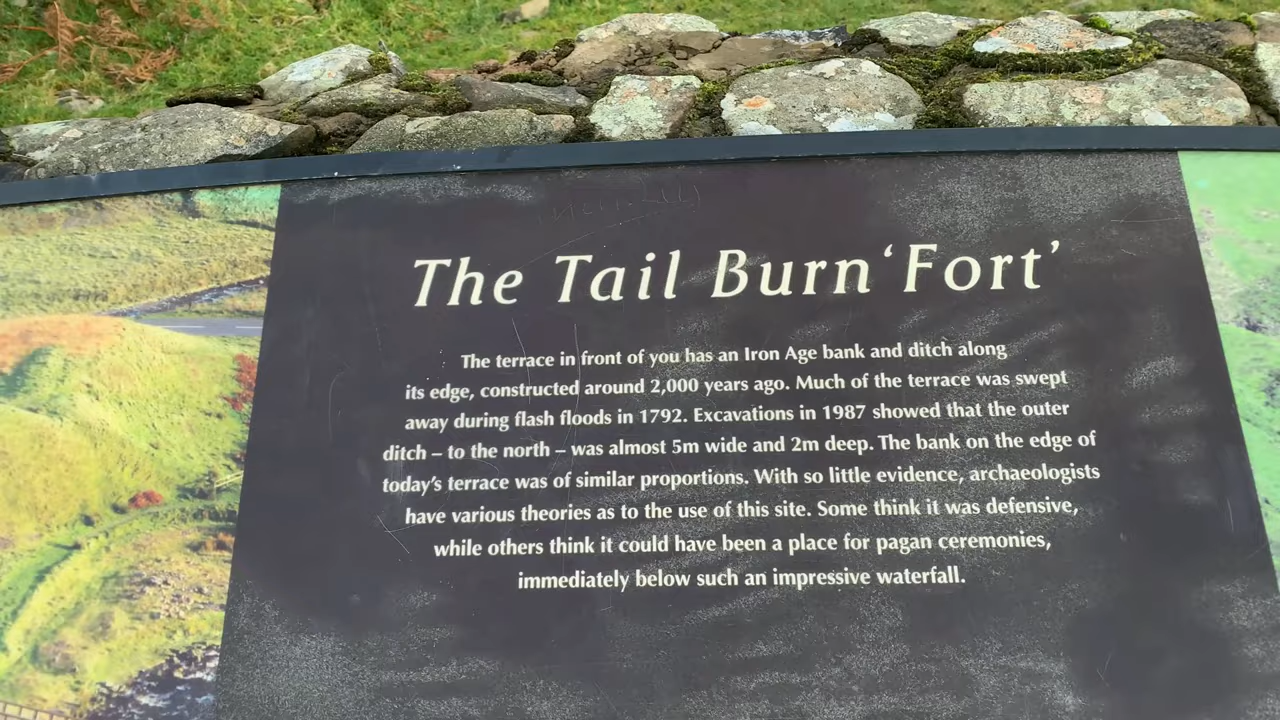 The Tail Burn ‘Fort’
The terrace in front of you has an Iron Age bank and ditch along
its edge, constructed around 2,000 years ago. Much of the terrace was swept
away during flash floods in 1792. Excavations in 1987 showed that the outer
ditch – to the north – was almost 5m wide and 2m deep. The bank on the edge of
today’s terrace was of similar proportions. With so little evidence, archaeologists
have various theories as to the use of this site. Some think it was defensive,
while others think it could have been a place for pagan ceremonies,
immediately below such an impressive waterfall.